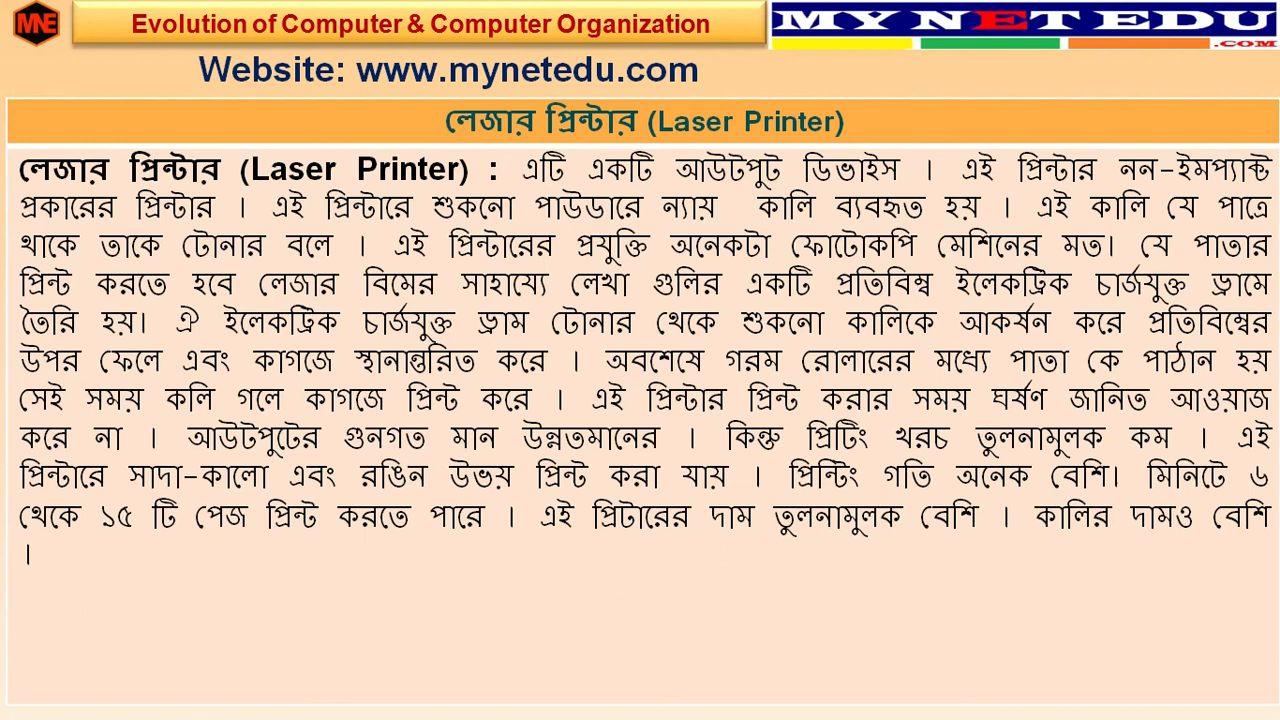 MNE
Evolution of Computer & Computer Organization
MY NET EDU
.COM
Website: www.mynetedu.com
লেজার প্রিন্টার (Laser Printer)
লেজার প্রিন্টার (Laser Printer) : এটি একটি আউটপুট ডিভাইস । এই প্রিন্টার নন-ইমপ্যাক্ট
প্রকারের প্রিন্টার । এই প্রিন্টারে শুকনো পাউডারে ন্যায় কালি ব্যবহৃত হয় । এই কালি যে পাত্রে
থাকে তাকে টোনার বলে । এই প্রিন্টারের প্রযুক্তি অনেকটা ফোটোকপি মেশিনের মত। যে পাতার
প্রিন্ট করতে হবে লেজার বিমের সাহায্যে লেখা গুলির একটি প্রতিবিম্ব ইলেকট্রিক চার্জযুক্ত ড্রামে
তৈরি হয়। ঐ ইলেকট্রিক চার্জযুক্ত ড্রাম টোনার থেকে শুকনো কালিকে আকর্ষন করে প্রতিবিম্বের
উপর ফেলে এবং কাগজে স্থানান্তরিত করে । অবশেষে গরম রোলারের মধ্যে পাতা কে পাঠান হয়
সেই সময় কলি গলে কাগজে প্রিন্ট করে । এই প্রিন্টার প্রিন্ট করার সময় ঘর্ষণ জানিত আওয়াজ
করে না । আউটপুটের গুনগত মান উন্নতমানের । কিন্তু প্রিটিং খরচ তুলনামুলক কম । এই
প্রিন্টারে সাদা-কালো এবং রঙিন উভয় প্রিন্ট করা যায় । প্রিন্টিং গতি অনেক বেশি। মিনিটে ৬
থেকে ১৫ টি পেজ প্রিন্ট করতে পারে । এই প্রিটারের দাম তুলনামুলক বেশি । কালির দামও বেশি
।